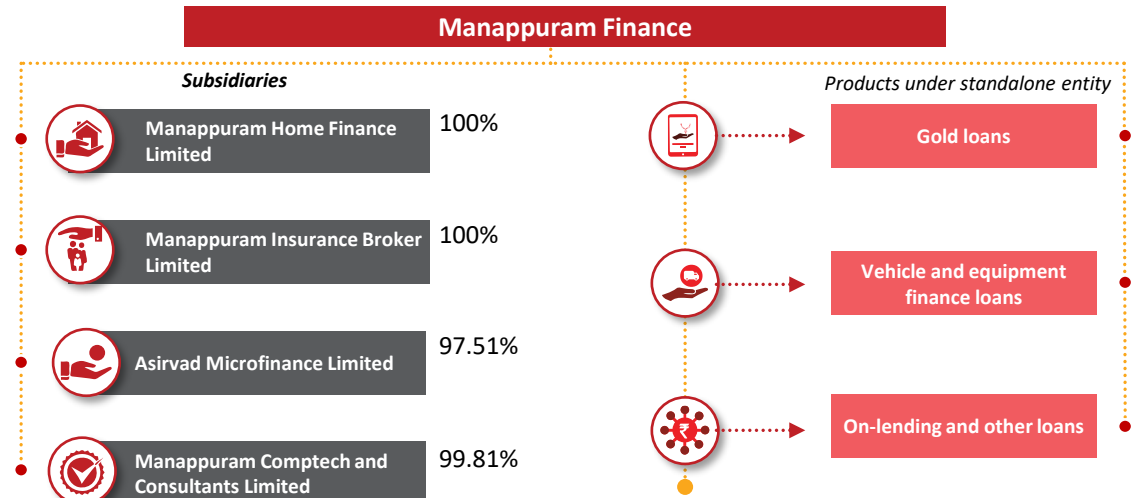 Manappuram Finance
Subsidiaries
Manappuram Home Finance
Limited
100%
Manappuram Insurance Broker
Limited
100%
Asirvad Microfinance Limited
97.51%
Manappuram Comptech and
Consultants Limited
99.81%
Products under standalone entity
Gold loans
Vehicle and equipment
finance loans
₹
On-lending and other loans